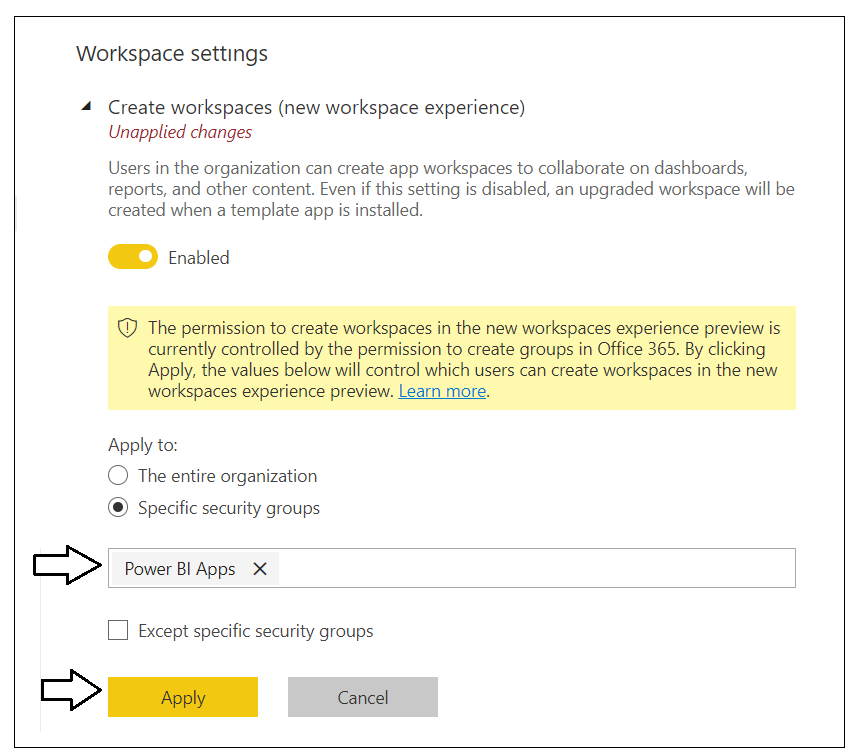 Workspace settings
Create workspaces (new workspace experience)
Unapplied changes
Users in the organization can create app workspaces to collaborate on dashboards,
reports, and other content. Even if this setting is disabled, an upgraded workspace will be
created when a template app is installed.
Enabled
The permission to create workspaces in the new workspaces experience preview is
currently controlled by the permission to create groups in Office 365. By clicking
Apply, the values below will control which users can create workspaces in the new
workspaces experience preview. Learn more.
Apply to:
The entire organization
Specific security groups
Power BI Apps
Except specific security groups
Apply
Cancel